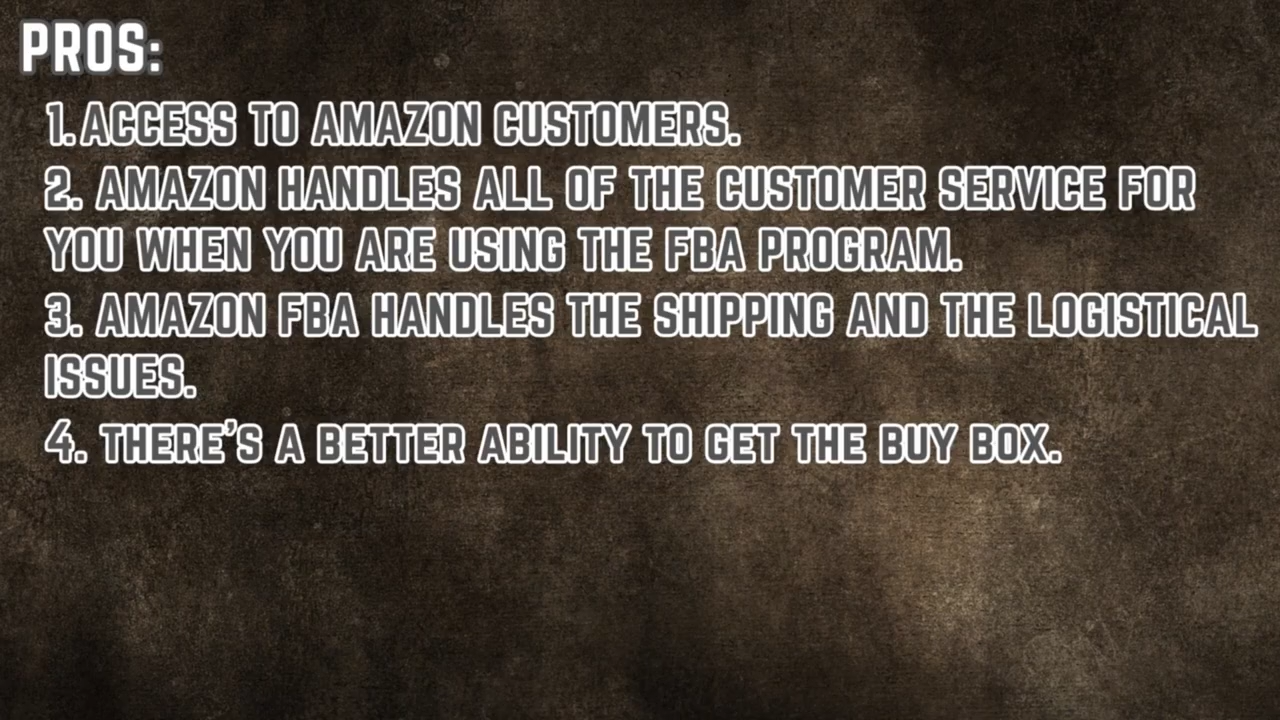 PROS:
1. ACCESS TO AMAZON CUSTOMERS.
2. AMAZON HANDLES ALL OF THE CUSTOMER SERVICE FOR
YOU WHEN YOU ARE USING THE FBA PROGRAM.
3. AMAZON FBA HANDLES THE SHIPPING AND THE LOGISTICAL
ISSUES.
4. THERE'S A BETTER ABILITY TO GET THE BUY BOX.